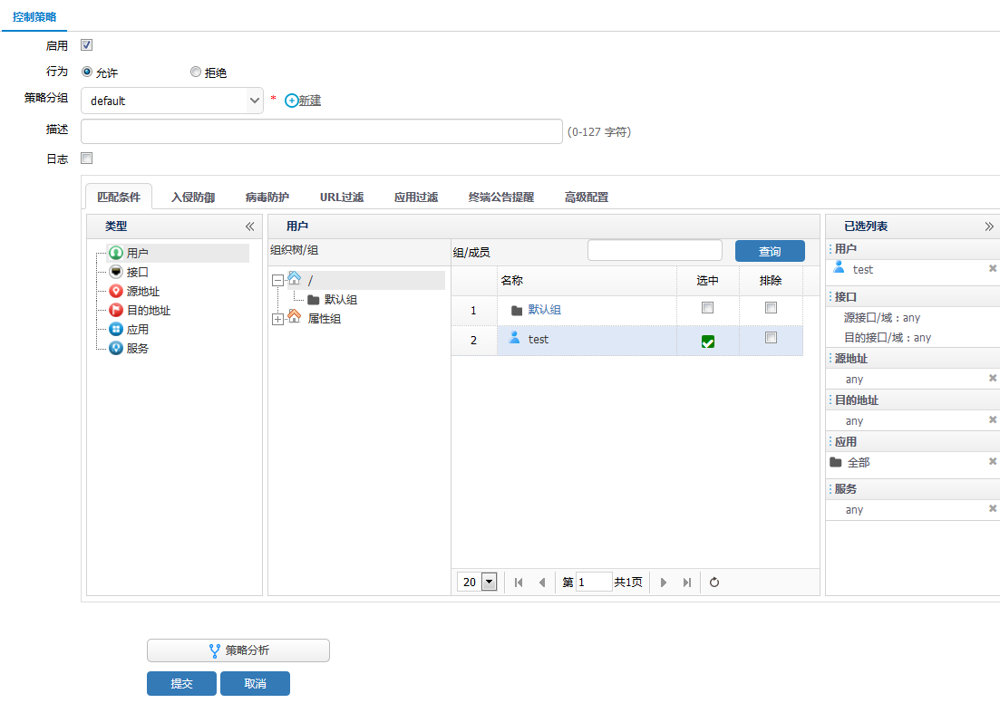 控制策略
启用
行为 允许 拒绝
策略分组 default * 新建
描述 (0-127 字符)
日志
匹配条件 入侵防御 病毒防护 URL过滤 应用过滤 终端公告提醒 高级配置
类型
用户
接口
源地址
目的地址
应用
服务
用户
组织树/组
/
默认组
属性组
组/成员 查询
名称 选中 排除
1 默认组
2 test
20 第 1 共1页
已选列表
用户
test
接口
源接口/域：any
目的接口/域：any
源地址
any
目的地址
any
应用
全部
服务
any
策略分析
提交 取消